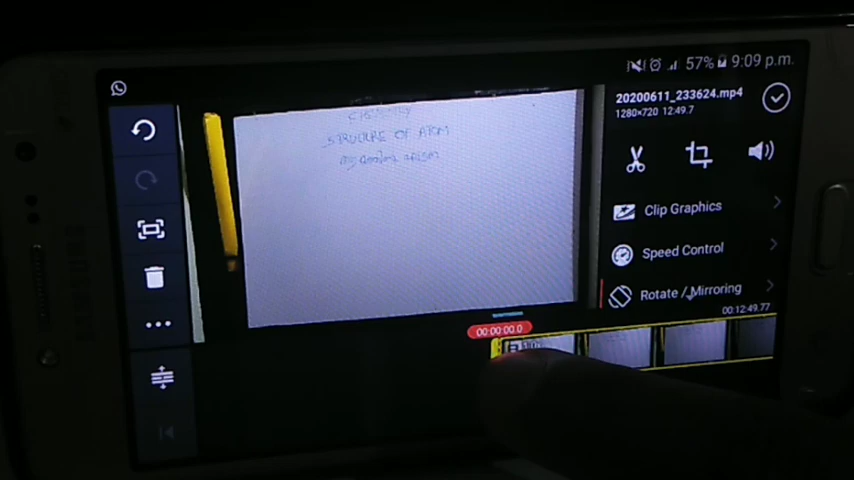 57% 9:09 p.m.
20200611_233624.mp4
1280×720 12:49.7
STRUCURE OF ATOM
Clip Graphics
Speed Control
Rotate / Mirroring
00:12:49.77
00:00:00.0